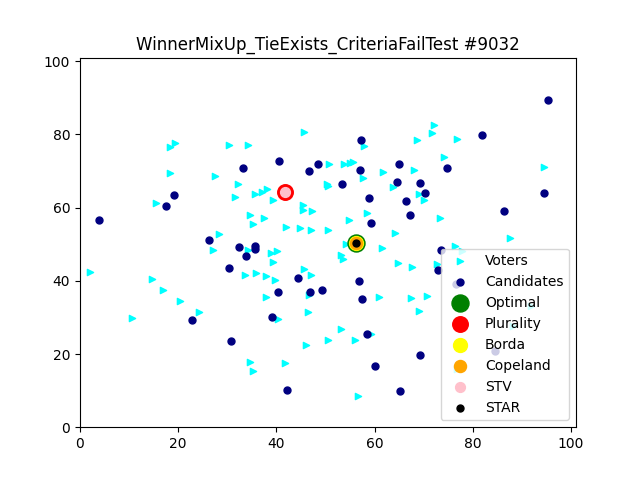 WinnerMixUp_TieExists_CriteriaFailTest #9032
100
80
60
40
20
0
0 20 40 60 80 100
Voters
Candidates
Optimal
Plurality
Borda
Copeland
STV
STAR